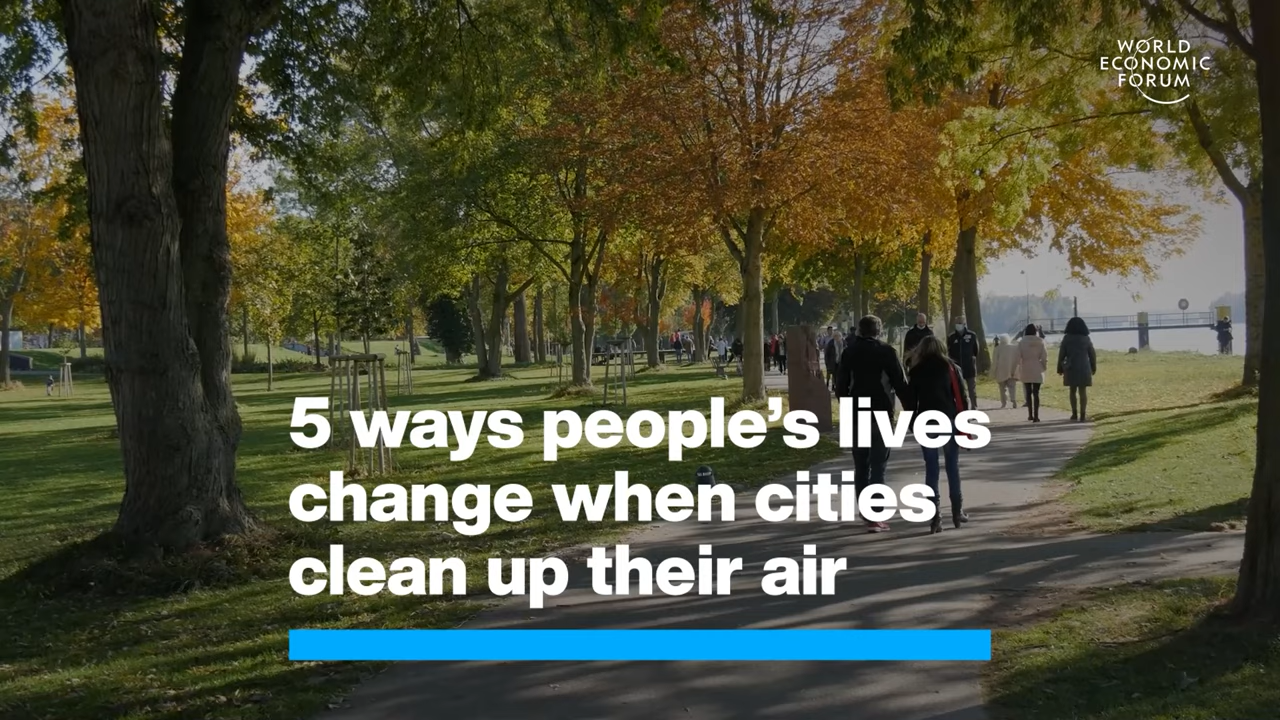 WORLD
ECONOMIC
FORUM
5 ways people's lives
change when cities
clean up their air